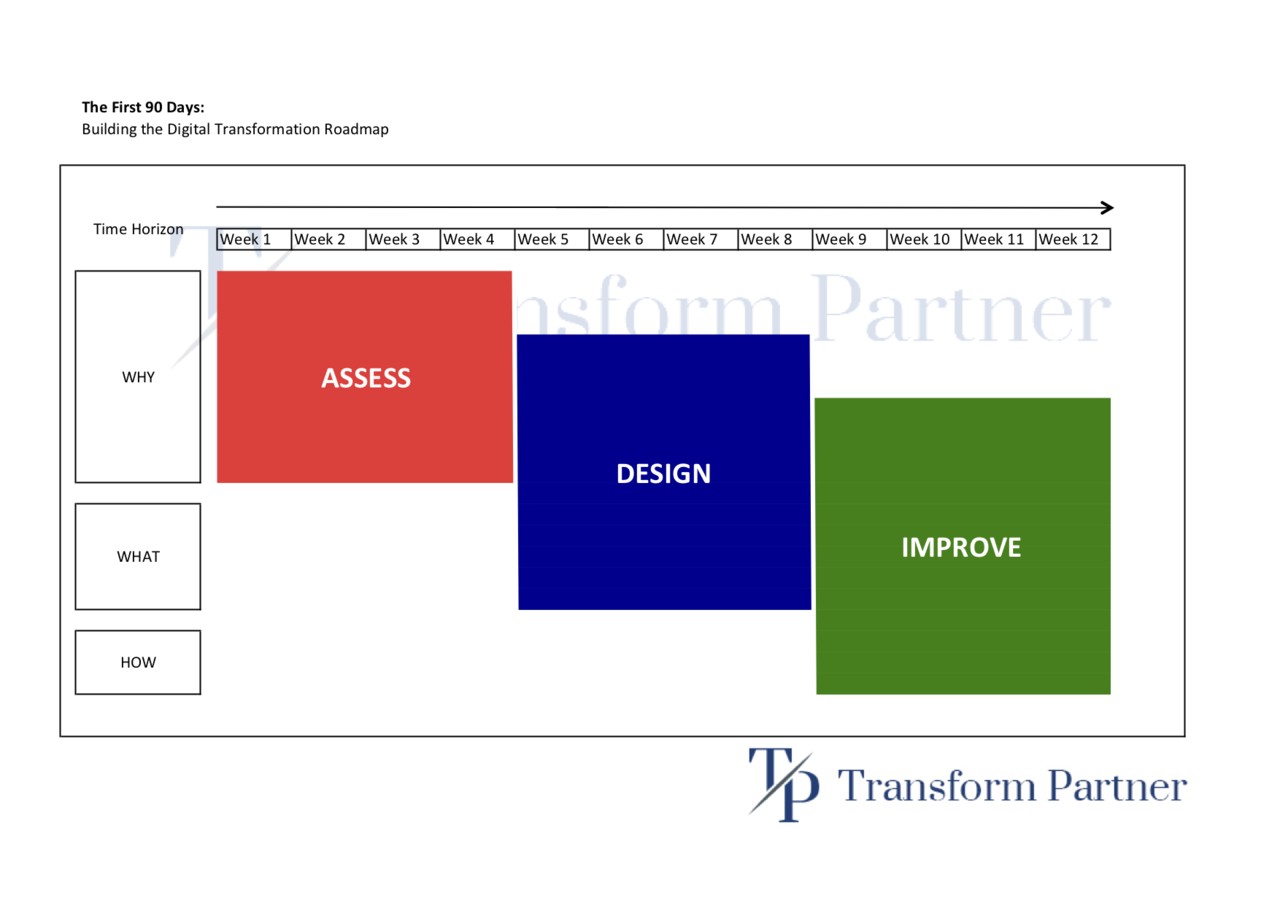 The First 90 Days:
Building the Digital Transformation Roadmap
Time Horizon
Week 1 Week 2 Week 3 Week 4 Week 5 Week 6 Week 7 Week 8 Week 9 Week 10 Week 11 Week 12
T nsform Partner
WHY
ASSESS
DESIGN
WHAT
IMPROVE
HOW
TP Transform Partner